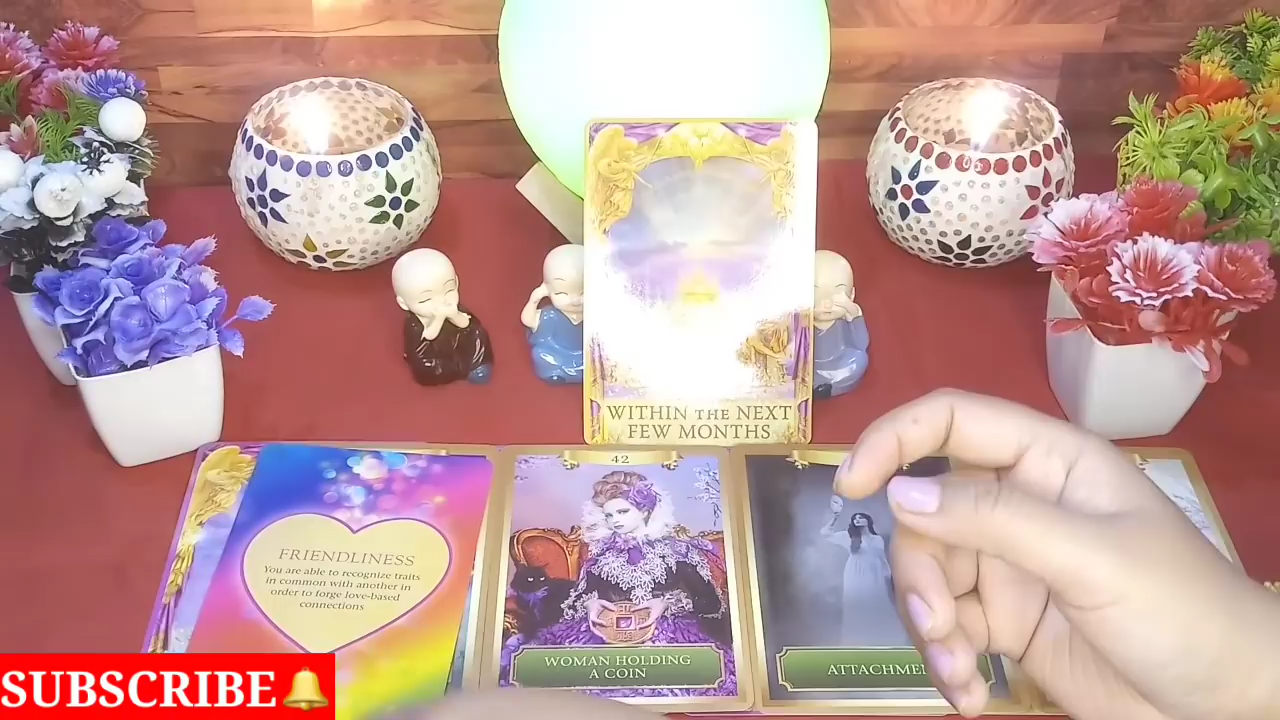 WITHIN THE NEXT
FEW MONTHS
FRIENDLINESS
You are able to recognize traits
in common with another in
order to forge love-based
connections
42
WOMAN HOLDING
A COIN
SUBSCRIBE